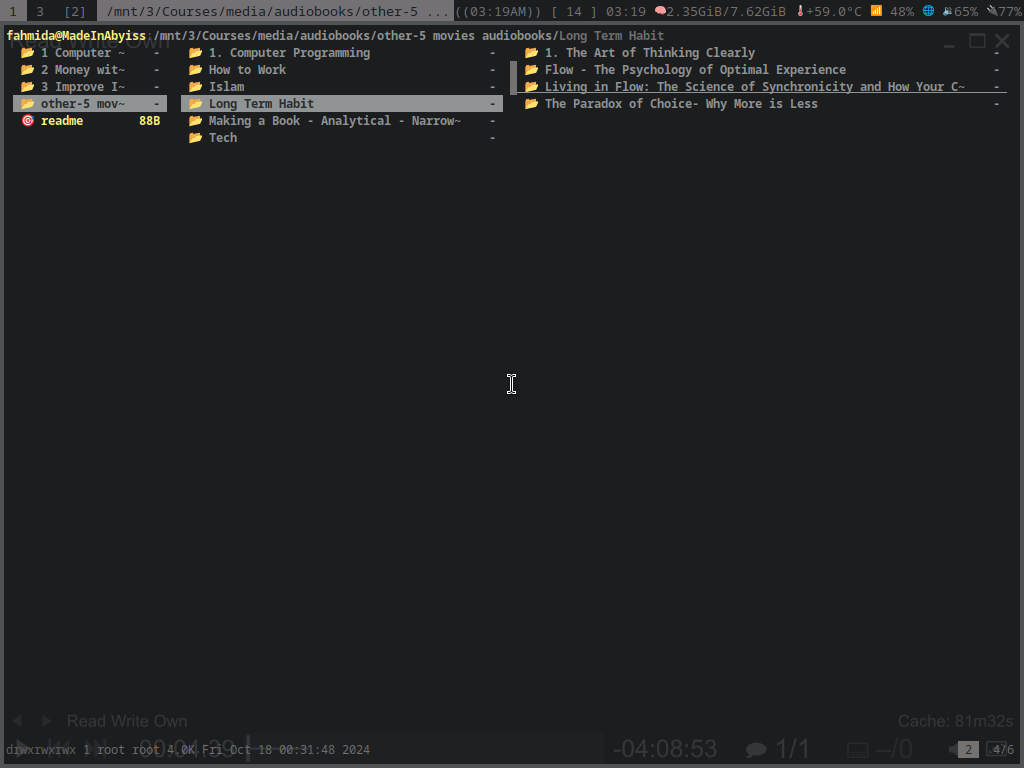 1 3 [2] /mnt/3/Courses/media/audiobooks/other-5 ... ((03:19AM)) [ 14 ] 03:19 2.35GiB/7.62GiB +59.0°C 48% 65% 77%
Read Write Own
fahmida@MadeInAbyiss /mnt/3/Courses/media/audiobooks/other-5 movies audiobooks/Long Term Habit
1 Computer ~ - 1. Computer Programming - 1. The Art of Thinking Clearly -
2 Money wit~ - How to Work - Flow - The Psychology of Optimal Experience -
3 Improve I~ - Islam - Living in Flow: The Science of Synchronicity and How Your C~ -
other-5 mov~ - Long Term Habit - The Paradox of Choice- Why More is Less -
readme 88B Making a Book - Analytical - Narrow~ -
Tech -
Read Write Own Cache: 81m32s
00:04:39 -04:08:53 1/1 –/0
drwxrwxrwx 1 root root 4,0K Fri Oct 18 00:31:48 2024 2 4/6